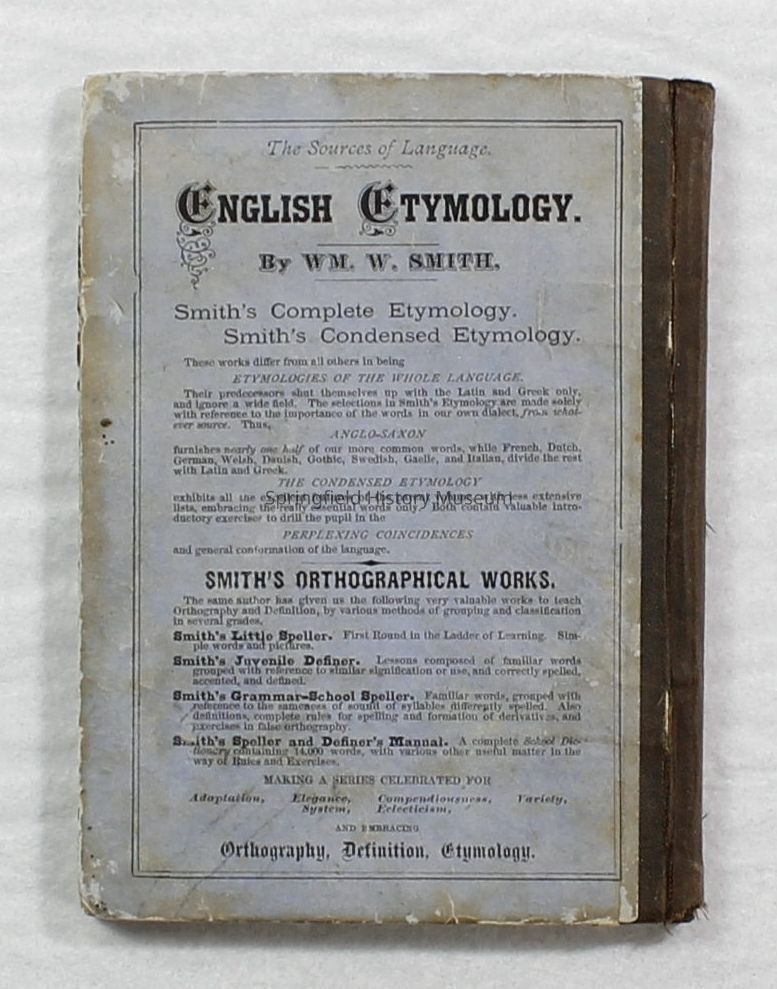 The Sources of Language.
ENGLISH ETYMOLOGY.
By WM. W. SMITH.
Smith's Complete Etymology.
Smith's Condensed Etymology.
These works differ from all others in being
ETYMOLOGIES OF THE WHOLE LANGUAGE.
Their predecessors shut themselves up with the Latin and Greek only,
and ignore a wide field. The selections in Smith's Etymology are made solely
with reference to the importance of the words in our own dialect, from what-
ever source. Thus,
ANGLO-SAXON
furnishes nearly one half of our more common words, while French, Dutch,
German, Welsh, Danish, Gothic, Swedish, Gaelic, and Italian, divide the rest
with Latin and Greek.
THE CONDENSED ETYMOLOGY
exhibits all the extensive
Springfield History Museum
lists, embracing the really essential words only. Both contain valuable intro-
ductory exercises to drill the pupil in the
PERPLEXING COINCIDENCES
and general conformation of the language.
SMITH'S ORTHOGRAPHICAL WORKS.
The same author has given us the following very valuable works to teach
Orthography and Definition, by various methods of grouping and classification
in several grades.
Smith's Little Speller. First Round in the Ladder of Learning. Sim-
ple words and pictures.
Smith's Juvenile Definer. Lessons composed of familiar words
grouped with reference to similar signification or use, and correctly spelled,
accented, and defined.
Smith's Grammar-School Speller. Familiar words, grouped with
reference to the sameness of sound of syllables differently spelled. Also
definitions, complete rules for spelling and formation of derivatives, and
exercises in false orthography.
Smith's Speller and Definer's Manual. A complete School Dic-
tionary containing 14,000 words, with various other useful matter in the
way of Rules and Exercises.
MAKING A SERIES CELEBRATED FOR
Adaptation, Elegance, Compendiousness, Variety,
System, Eclecticism,
AND EMBRACING
Orthography, Definition, Etymology.